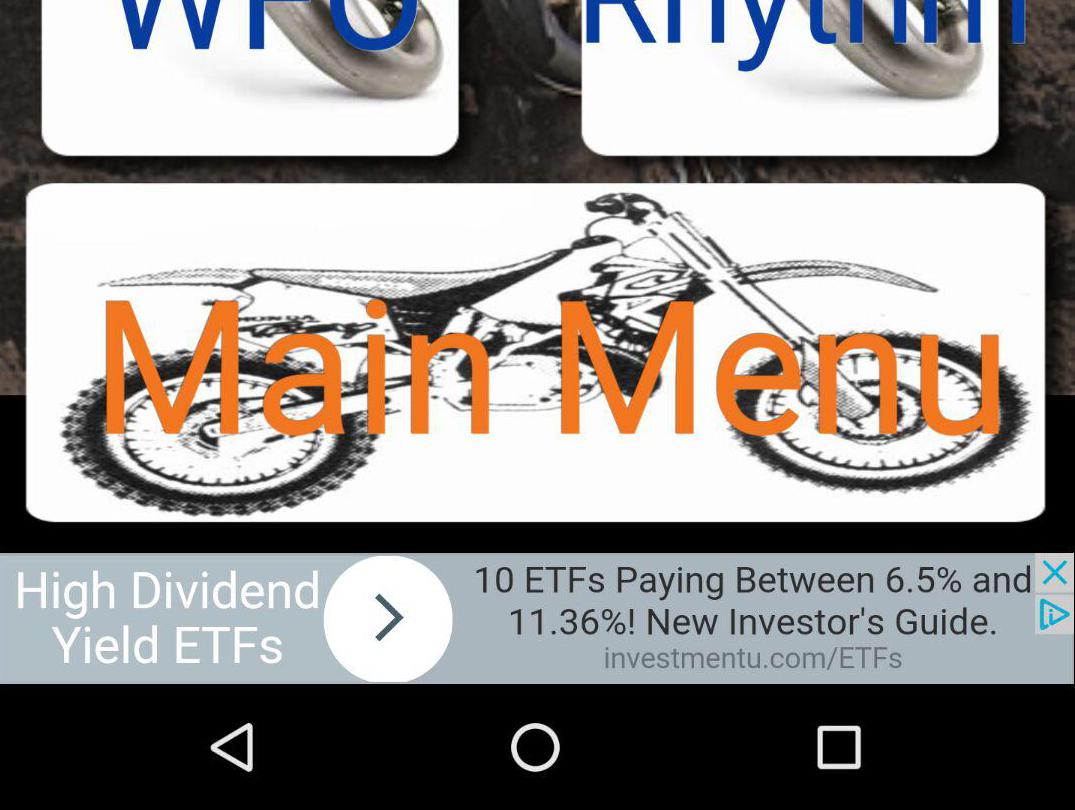 WFO
Rhythm
HONDA
Main Menu
High Dividend
Yield ETFs
10 ETFs Paying Between 6.5% and
11.36%! New Investor's Guide.
investmentu.com/ETFs